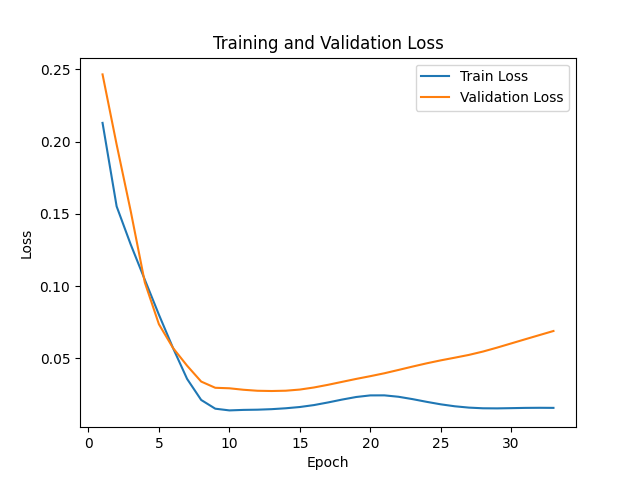 Training and Validation Loss
Train Loss
Validation Loss
0.25
0.20
0.15
0.10
0.05
Loss
0 5 10 15 20 25 30
Epoch